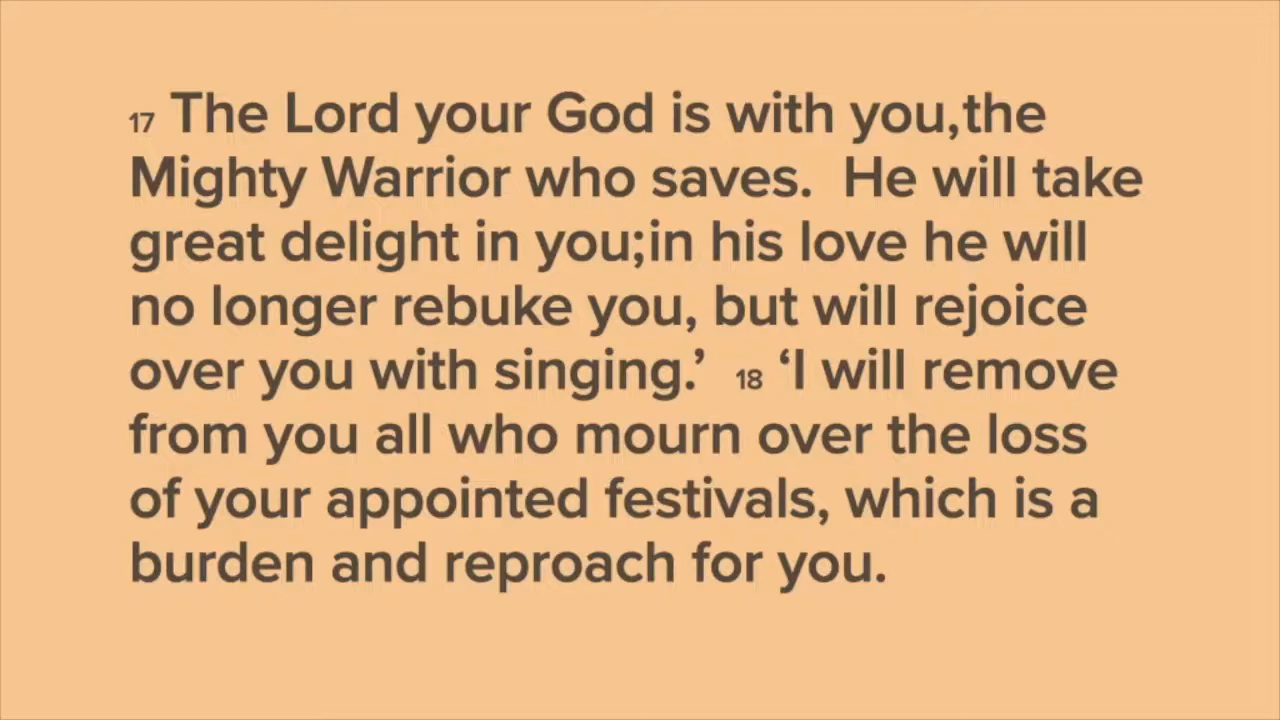 17 The Lord your God is with you,the
Mighty Warrior who saves.  He will take
great delight in you;in his love he will
no longer rebuke you, but will rejoice
over you with singing.’  18 ‘I will remove
from you all who mourn over the loss
of your appointed festivals, which is a
burden and reproach for you.